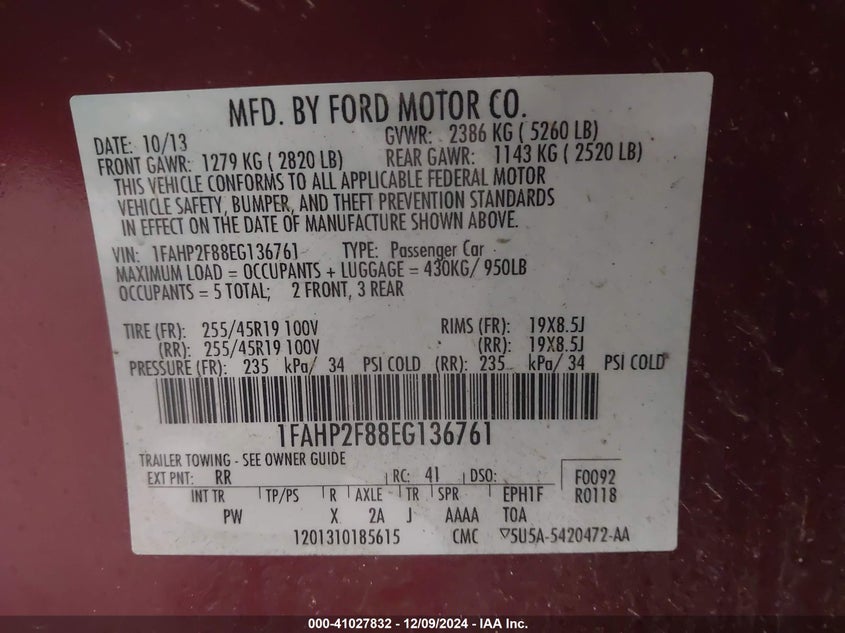 MFD. BY FORD MOTOR CO.
DATE: 10/13 GVWR: 2386 KG ( 5260 LB)
FRONT GAWR: 1279 KG ( 2820 LB) REAR GAWR: 1143 KG ( 2520 LB)
THIS VEHICLE CONFORMS TO ALL APPLICABLE FEDERAL MOTOR
VEHICLE SAFETY, BUMPER, AND THEFT PREVENTION STANDARDS
IN EFFECT ON THE DATE OF MANUFACTURE SHOWN ABOVE.
VIN: 1FAHP2F88EG136761 TYPE: Passenger Car
MAXIMUM LOAD = OCCUPANTS + LUGGAGE = 430KG/ 950LB
OCCUPANTS = 5 TOTAL; 2 FRONT, 3 REAR
TIRE (FR): 255/45R19 100V RIMS (FR): 19X8.5J
(RR): 255/45R19 100V (RR): 19X8.5J
PRESSURE (FR): 235 kPa/ 34 PSI COLD (RR): 235 kPa/ 34 PSI COLD
1FAHP2F88EG136761
TRAILER TOWING - SEE OWNER GUIDE
EXT PNT: RR RC: 41 DSO: F0092
INT TR TP/PS R AXLE TR SPR EPH1F R0118
PW X 2A J AAAA TOA
1201310185615 CMC ▽5U5A-5420472-AA
000-41027832 - 12/09/2024 - IAA Inc.